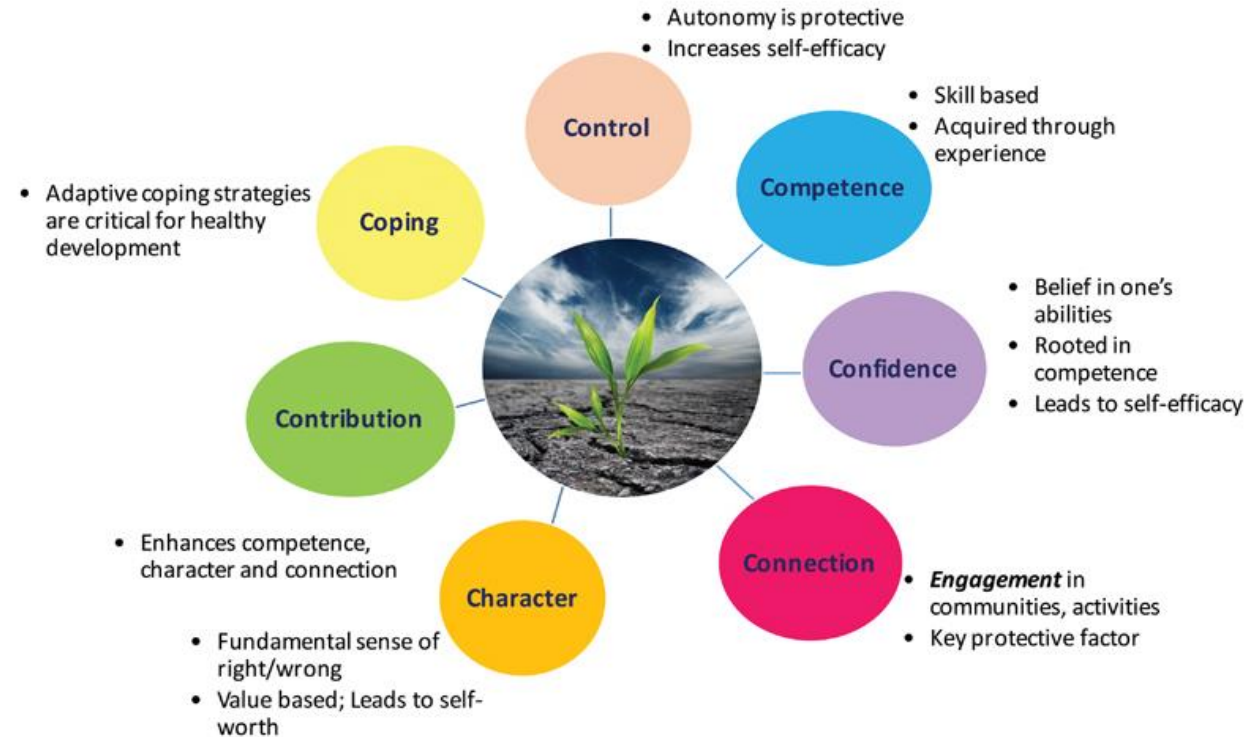 • Autonomy is protective
• Increases self-efficacy
Control
• Skill based
• Acquired through
experience
Competence
• Belief in one’s
abilities
• Rooted in
competence
• Leads to self-efficacy
Confidence
Connection
• Engagement in
communities, activities
• Key protective factor
Character
• Fundamental sense of
right/wrong
• Value based; Leads to self-
worth
Contribution
• Enhances competence,
character and connection
Coping
• Adaptive coping strategies
are critical for healthy
development